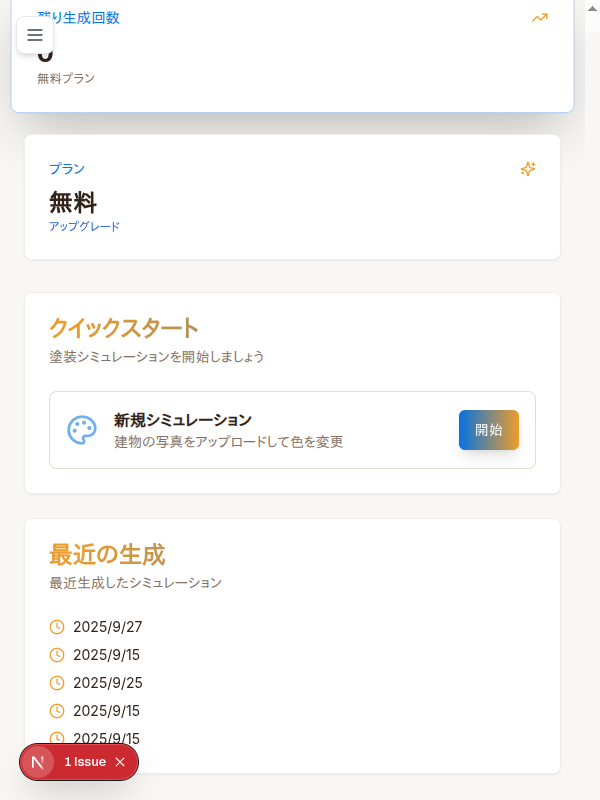 残り生成回数
0
無料プラン
プラン
無料
アップグレード
クイックスタート
塗装シミュレーションを開始しましょう
新規シミュレーション
建物の写真をアップロードして色を変更
開始
最近の生成
最近生成したシミュレーション
2025/9/27
2025/9/15
2025/9/25
2025/9/15
2025/9/15
N 1 Issue